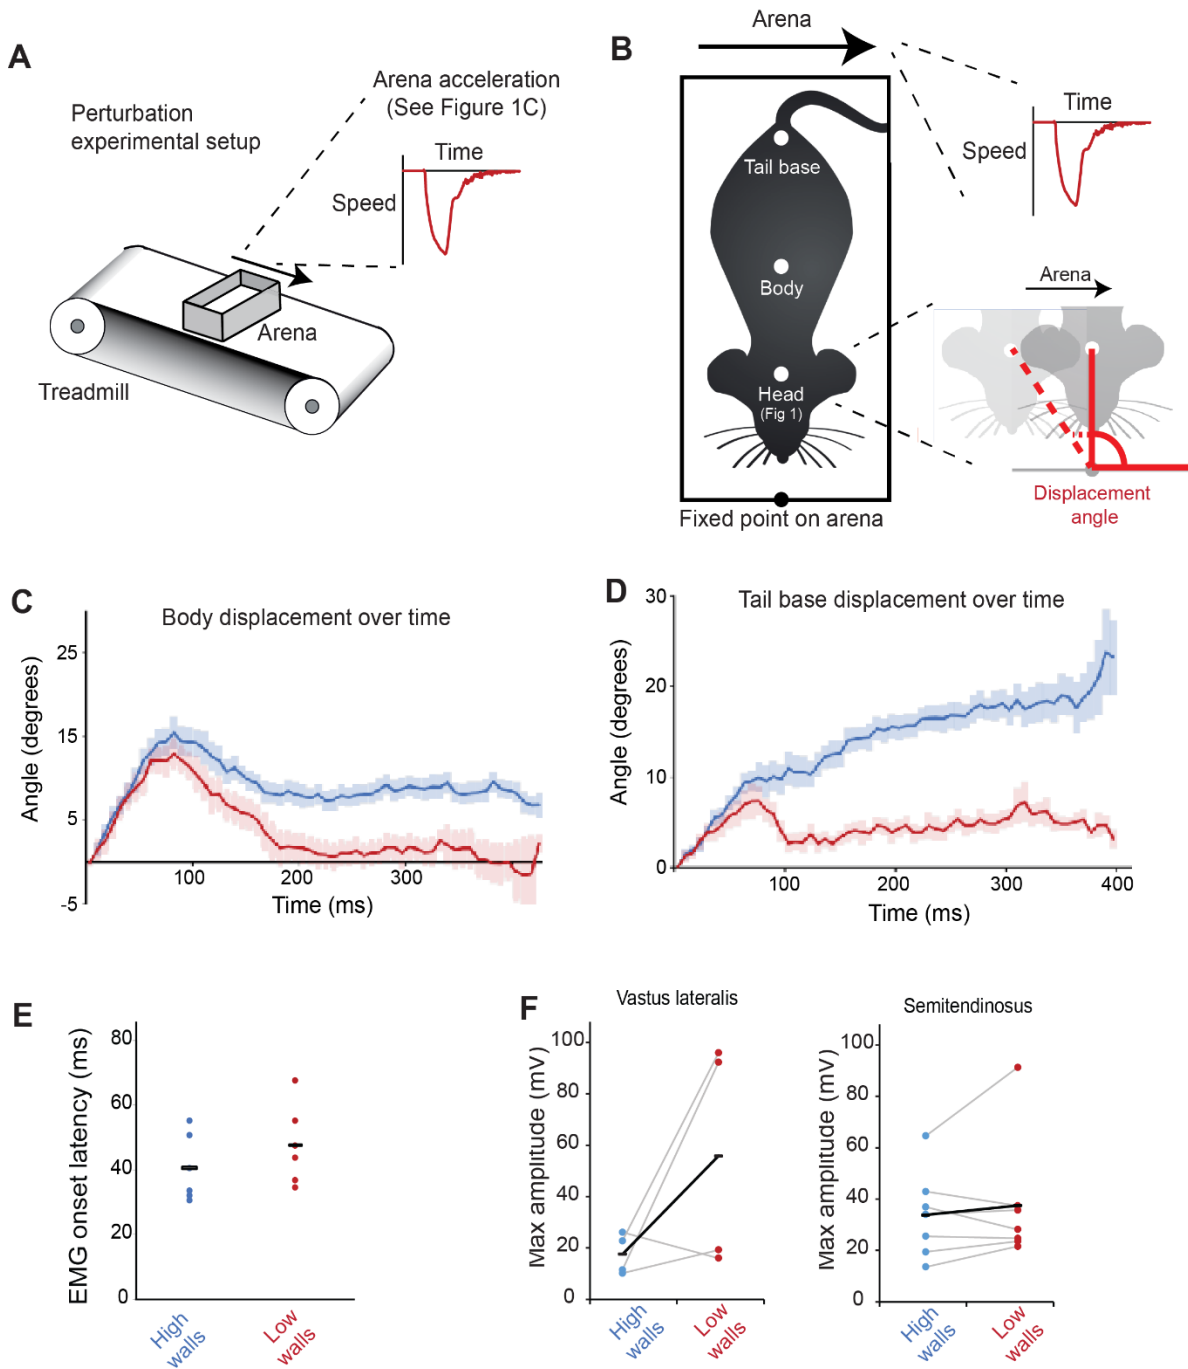 A
Perturbation
experimental setup
Arena acceleration
(See Figure 1C)
Time
Speed
Arena
Treadmill
B
Arena
Tail base
Body
Head
(Fig 1)
Fixed point on arena
Time
Speed
Arena
Displacement
angle
C
Body displacement over time
Angle (degrees)
25
15
5
-5
100
200
300
Time (ms)
D
Tail base displacement over time
Angle (degrees)
30
20
10
0
100
200
300
400
Time (ms)
E
EMG onset latency (ms)
80
60
40
20
0
High
walls
Low
walls
F
Vastus lateralis
Max amplitude (mV)
100
80
60
40
20
0
High
walls
Low
walls
Semitendinosus
Max amplitude (mV)
100
80
60
40
20
0
High
walls
Low
walls